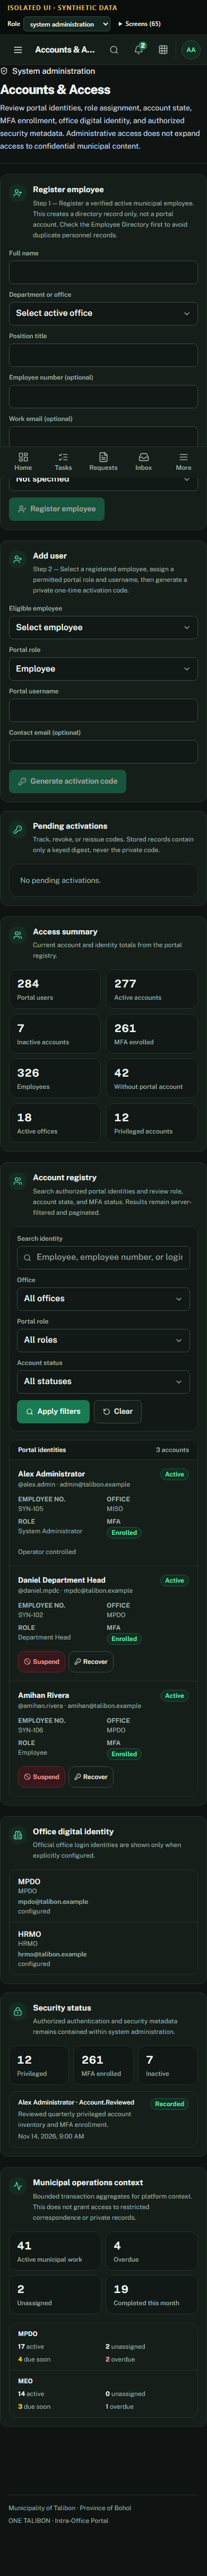 ISOLATED UI · SYNTHETIC DATA
Role system administration ▶ Screens (65)
Accounts & A... 2 AA
System administration
Accounts & Access
Review portal identities, role assignment, account state,
MFA enrollment, office digital identity, and authorized
security metadata. Administrative access does not expand
access to confidential municipal content.
Register employee
Step 1 — Register a verified active municipal employee.
This creates a directory record only, not a portal
account. Check the Employee Directory first to avoid
duplicate personnel records.
Full name
Department or office
Select active office
Position title
Employee number (optional)
Work email (optional)
Home Tasks Requests Inbox More
Not specified
Register employee
Add user
Step 2 — Select a registered employee, assign a
permitted portal role and username, then generate a
private one-time activation code.
Eligible employee
Select employee
Portal role
Employee
Portal username
Contact email (optional)
Generate activation code
Pending activations
Track, revoke, or reissue codes. Stored records contain
only a keyed digest, never the private code.
No pending activations.
Access summary
Current account and identity totals from the portal
registry.
284 277
Portal users Active accounts
7 261
Inactive accounts MFA enrolled
326 42
Employees Without portal account
18 12
Active offices Privileged accounts
Account registry
Search authorized portal identities and review role,
account state, and MFA status. Results remain server-
filtered and paginated.
Search identity
Employee, employee number, or login
Office
All offices
Portal role
All roles
Account status
All statuses
Apply filters Clear
Portal identities 3 accounts
Alex Administrator Active
@alex.admin · admin@talibon.example
EMPLOYEE NO. OFFICE
SYN-105 MISO
ROLE MFA
System Administrator Enrolled
Operator controlled
Daniel Department Head Active
@daniel.mpdc · mpdc@talibon.example
EMPLOYEE NO. OFFICE
SYN-102 MPDO
ROLE MFA
Department Head Enrolled
Suspend Recover
Amihan Rivera Active
@amihan.rivera · amihan@talibon.example
EMPLOYEE NO. OFFICE
SYN-106 MPDO
ROLE MFA
Employee Enrolled
Suspend Recover
Office digital identity
Official office login identities are shown only when
explicitly configured.
MPDO
MPDO
mpdo@talibon.example
configured
HRMO
HRMO
hrmo@talibon.example
configured
Security status
Authorized authentication and security metadata
remains contained within system administration.
12 261 7
Privileged MFA enrolled Inactive
Alex Administrator · Account.Reviewed Recorded
Reviewed quarterly privileged account
inventory and MFA enrollment.
Nov 14, 2026, 9:00 AM
Municipal operations context
Bounded transaction aggregates for platform context.
This does not grant access to restricted
correspondence or private records.
41 4
Active municipal work Overdue
2 19
Unassigned Completed this month
MPDO
17 active 2 unassigned
4 due soon 2 overdue
MEO
14 active 0 unassigned
3 due soon 1 overdue
Municipality of Talibon · Province of Bohol
ONE TALIBON · Intra-Office Portal